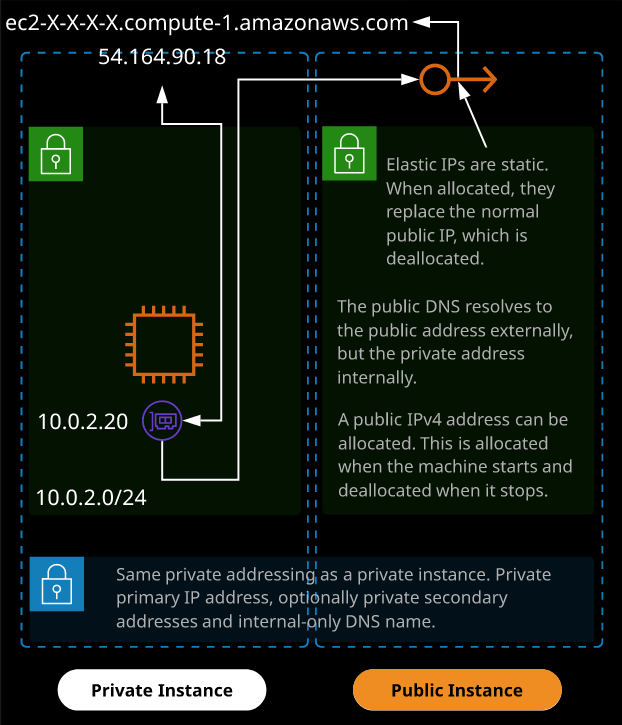 ec2-X-X-X-X.compute-1.amazonaws.com
54.164.90.18
Elastic IPs are static.
When allocated, they
replace the normal
public IP, which is
deallocated.
The public DNS resolves to
the public address externally,
but the private address
internally.
10.0.2.20
A public IPv4 address can be
allocated. This is allocated
when the machine starts and
deallocated when it stops.
10.0.2.0/24
Same private addressing as a private instance. Private
primary IP address, optionally private secondary
addresses and internal-only DNS name.
Private Instance
Public Instance